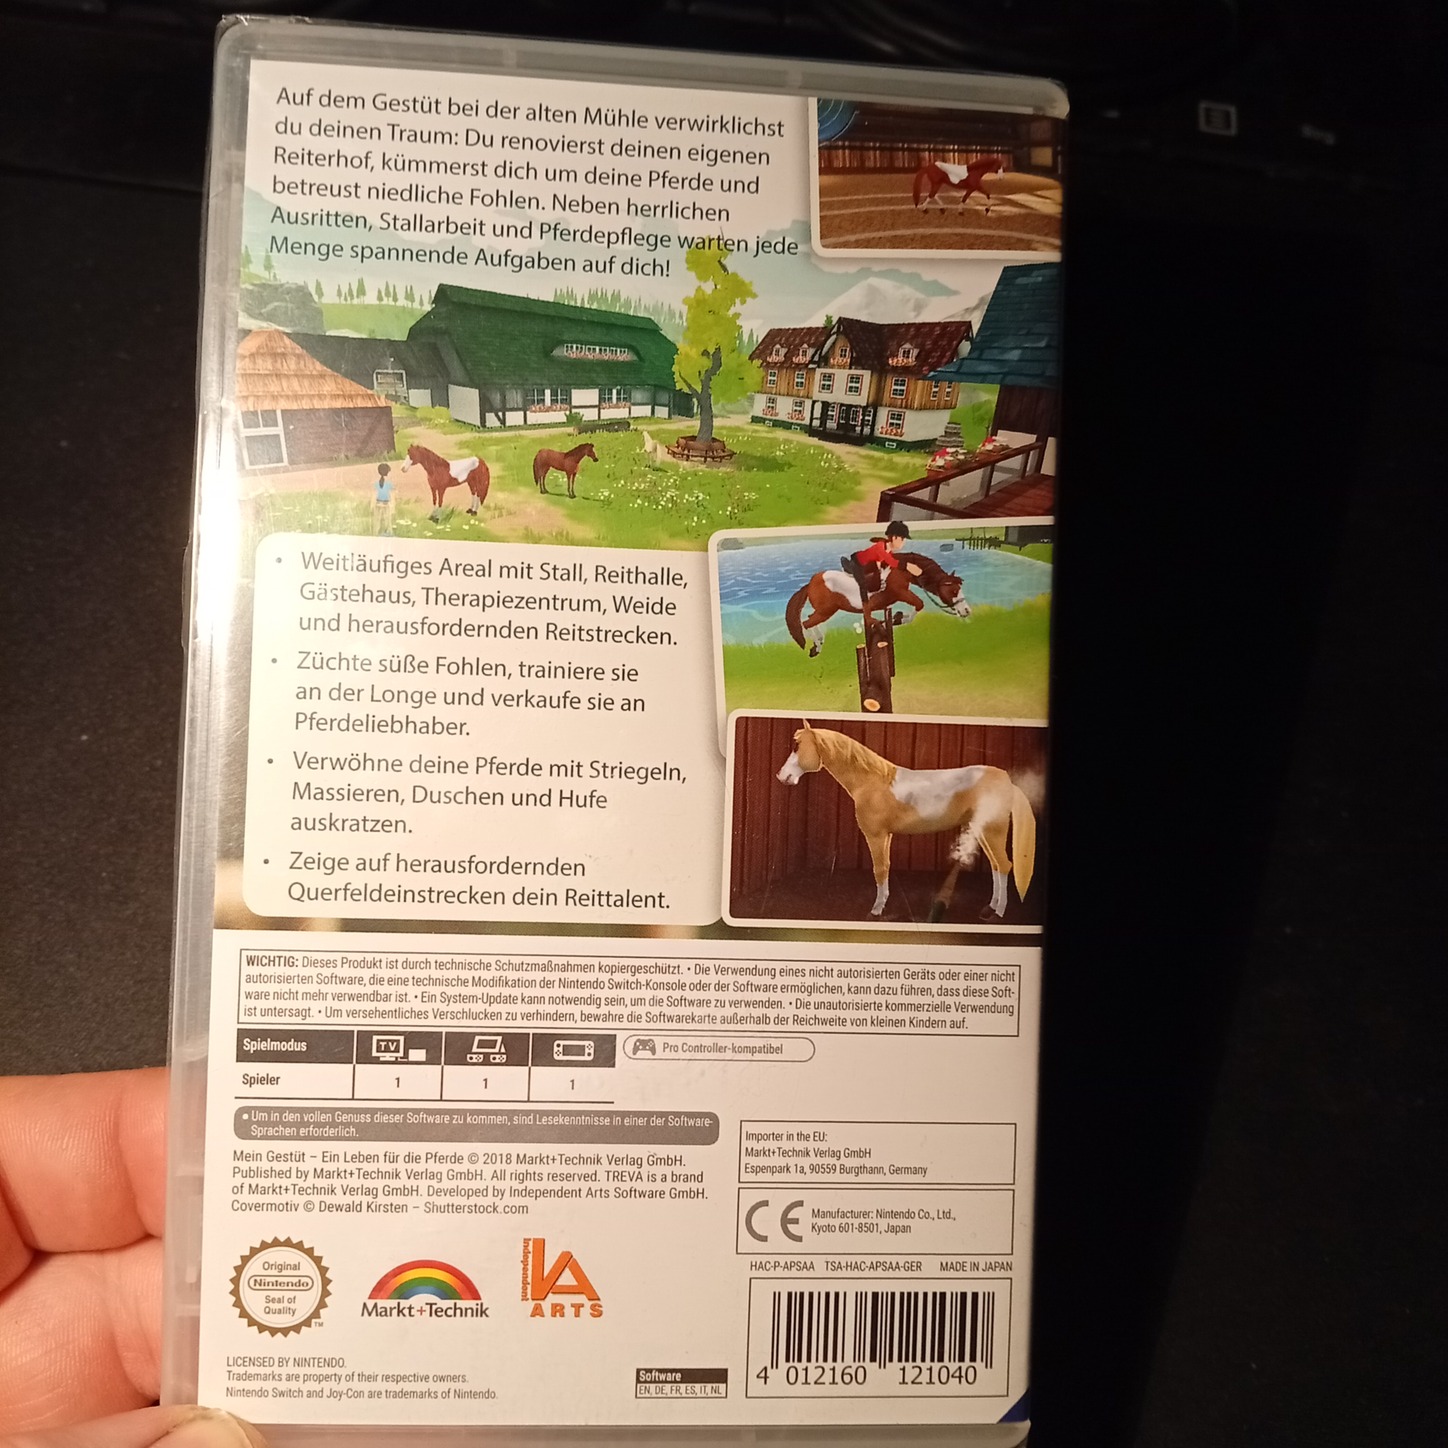 Auf dem Gestüt bei der alten Mühle verwirklichst
du deinen Traum: Du renovierst deinen eigenen
Reiterhof, kümmerst dich um deine Pferde und
betreust niedliche Fohlen. Neben herrlichen
Ausritten, Stallarbeit und Pferdepflege warten jede
Menge spannende Aufgaben auf dich!
• Weitläufiges Areal mit Stall, Reithalle,
Gästehaus, Therapiezentrum, Weide
und herausfordernden Reitstrecken.
• Züchte süße Fohlen, trainiere sie
an der Longe und verkaufe sie an
Pferdeliebhaber.
• Verwöhne deine Pferde mit Striegeln,
Massieren, Duschen und Hufe
auskratzen.
• Zeige auf herausfordernden
Querfeldeinstrecken dein Reittalent.
WICHTIG: Dieses Produkt ist durch technische Schutzmaßnahmen kopiergeschützt. • Die Verwendung eines nicht autorisierten Geräts oder einer nicht
autorisierten Software, die eine technische Modifikation der Nintendo Switch-Konsole oder der Software ermöglichen, kann dazu führen, dass diese Soft-
ware nicht mehr verwendbar ist. • Ein System-Update kann notwendig sein, um die Software zu verwenden. • Die unautorisierte kommerzielle Verwendung
ist untersagt. • Um versehentliches Verschlucken zu verhindern, bewahre die Softwarekarte außerhalb der Reichweite von kleinen Kindern auf.
Spielmodus TV Pro Controller-kompatibel
Spieler 1 1 1
• Um in den vollen Genuss dieser Software zu kommen, sind Lesekenntnisse in einer der Software-
Sprachen erforderlich.
Mein Gestüt – Ein Leben für die Pferde © 2018 Markt+Technik Verlag GmbH.
Published by Markt+Technik Verlag GmbH. All rights reserved. TREVA is a brand
of Markt+Technik Verlag GmbH. Developed by Independent Arts Software GmbH.
Covermotiv © Dewald Kirsten – Shutterstock.com
Importer in the EU:
Markt+Technik Verlag GmbH
Espenpark 1a, 90559 Burgthann, Germany
CE
Manufacturer: Nintendo Co., Ltd.,
Kyoto 601-8501, Japan
HAC-P-APSAA TSA-HAC-APSAA-GER MADE IN JAPAN
Original
Nintendo
Seal of
Quality
TM
Markt+Technik
Independent
IA
ARTS
4 012160 121040
LICENSED BY NINTENDO.
Trademarks are property of their respective owners.
Nintendo Switch and Joy-Con are trademarks of Nintendo.
Software
EN, DE, FR, ES, IT, NL